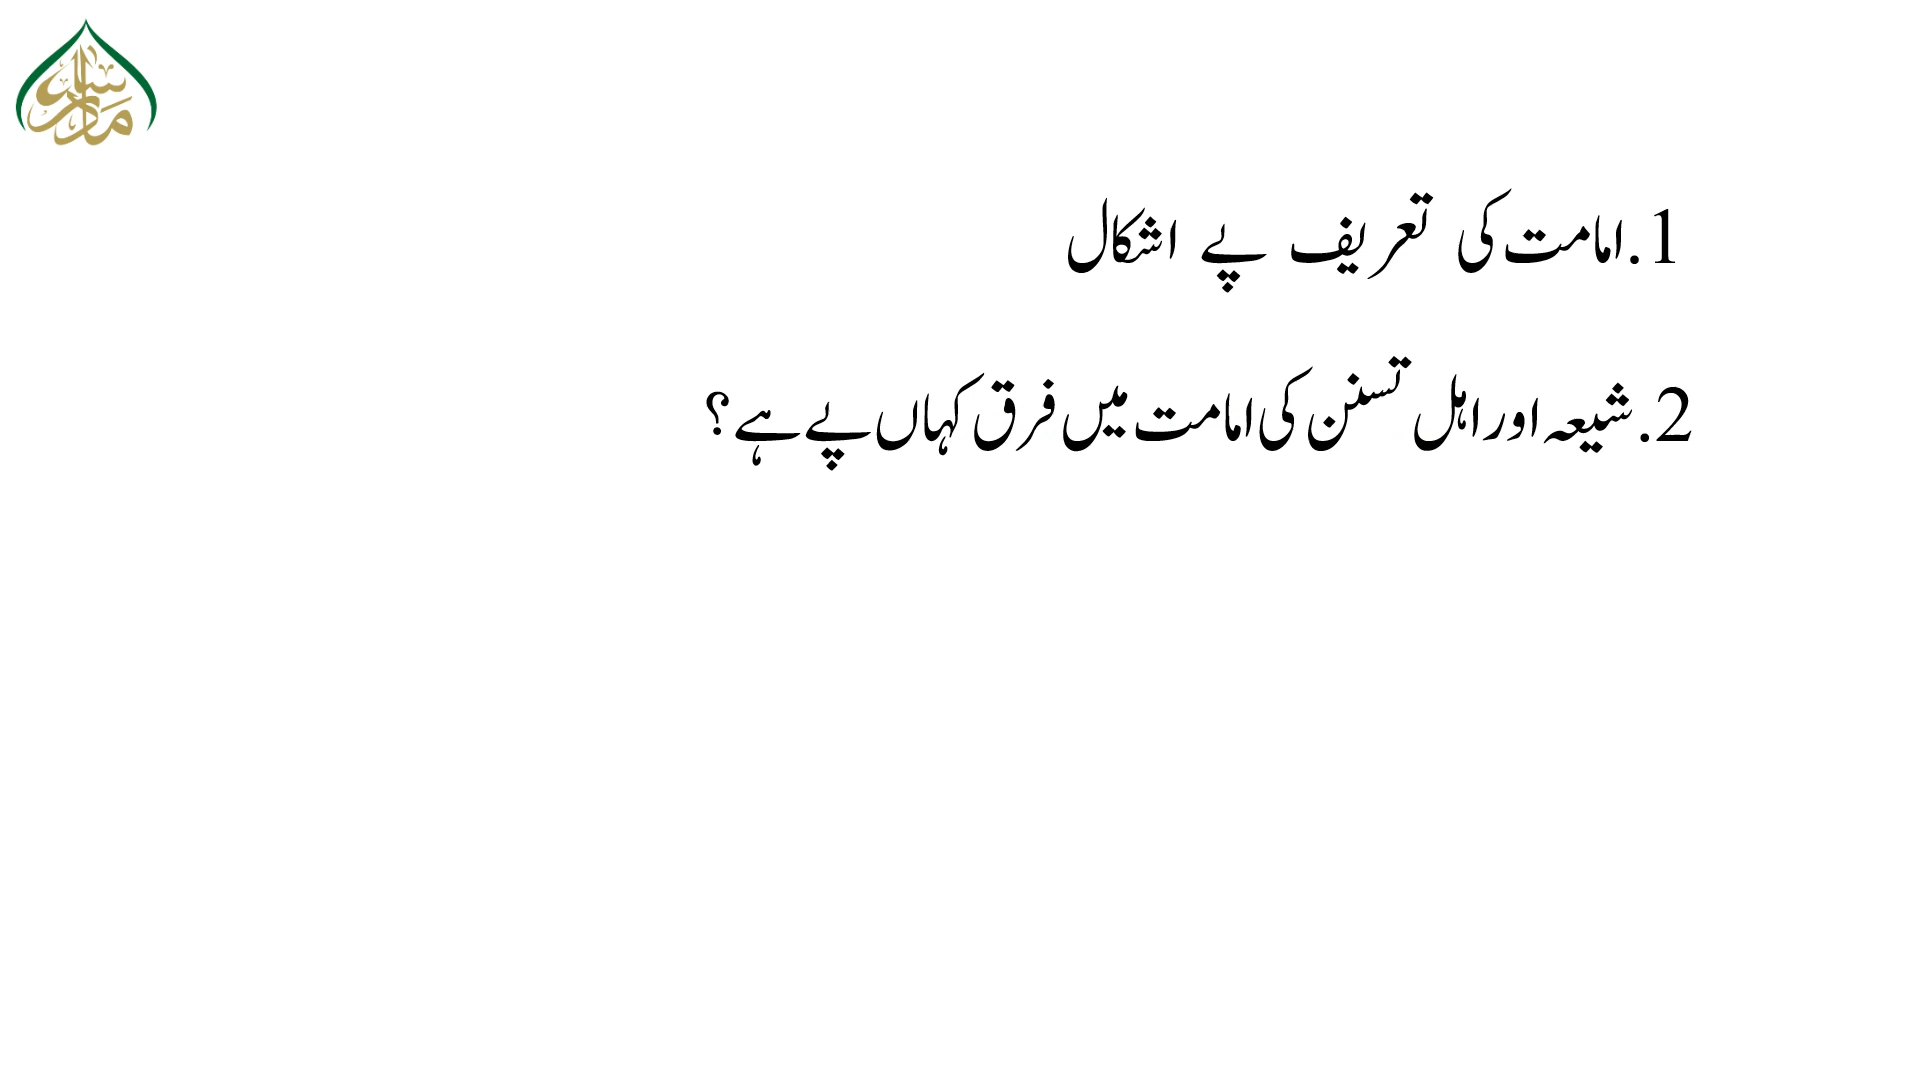 1.امامت کی تعریف پے اشکال
2.شیعہ اور اہل تسنن کی امامت میں فرق کہاں پے ہے؟